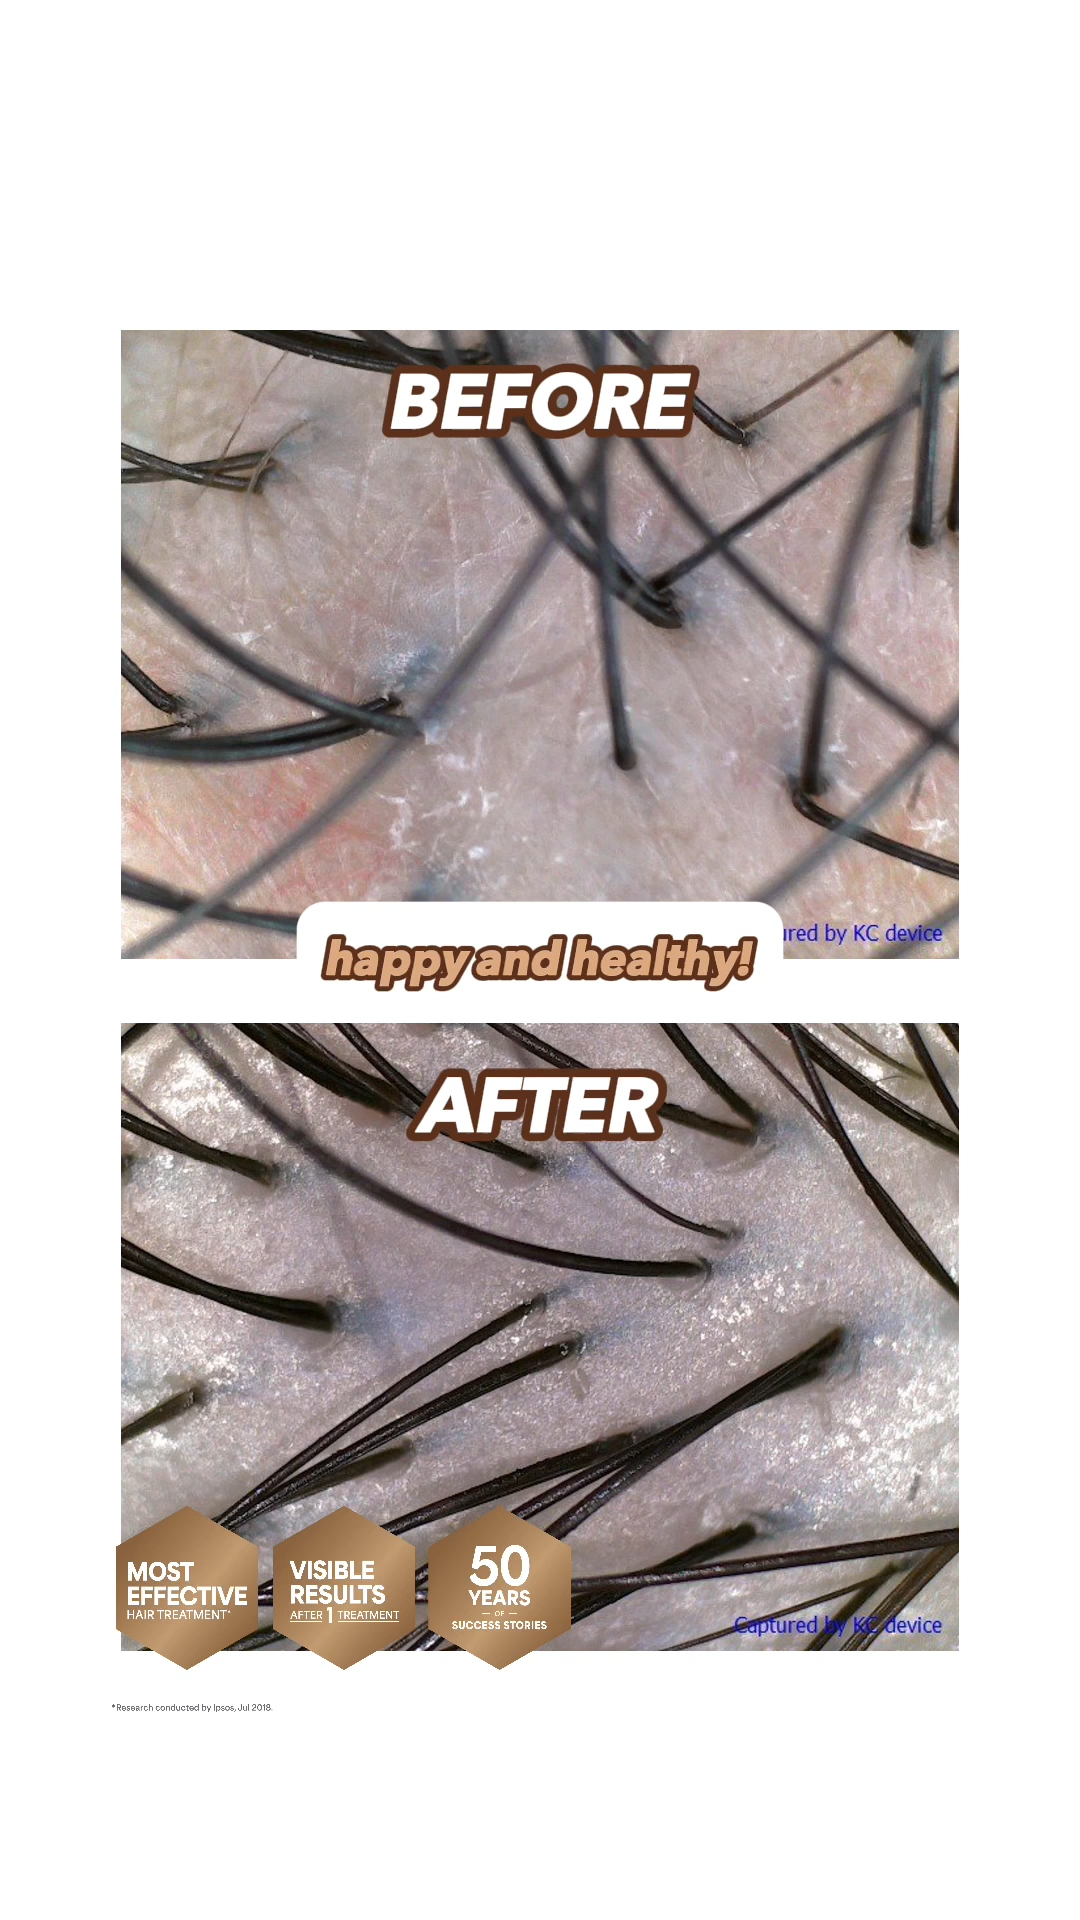 BEFORE
ured by KC device
happy and healthy!
AFTER
MOST
EFFECTIVE
HAIR TREATMENT*
VISIBLE
RESULTS
AFTER 1 TREATMENT
50
YEARS
— OF —
SUCCESS STORIES
Captured by KC device
*Research conducted by Ipsos, Jul 2018.